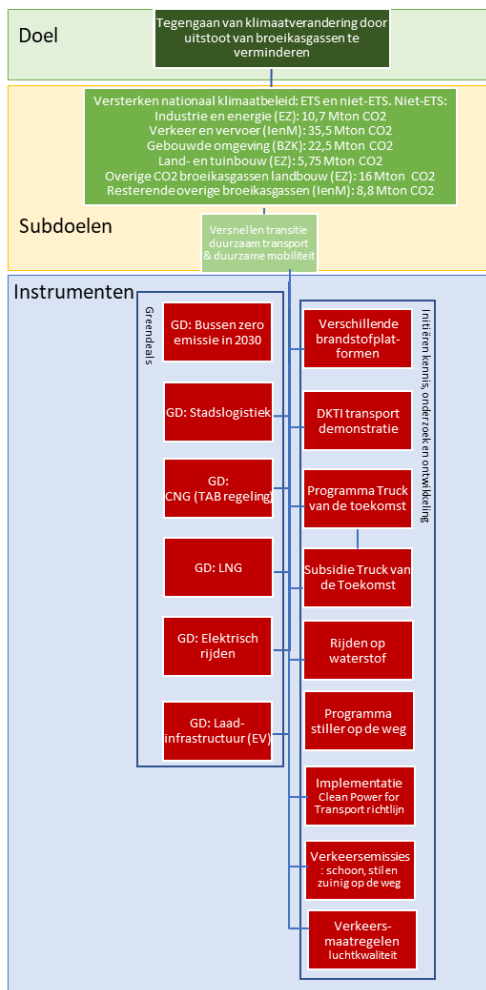 Doel
Tegengaan van klimaatverandering door
uitstoot van broeikasgassen te
verminderen
Versterken nationaal klimaatbeleid: ETS en niet-ETS. Niet-ETS:
Industrie en energie (EZ): 10,7 Mton CO2
Verkeer en vervoer (IenM): 35,5 Mton CO2
Gebouwde omgeving (BZK): 22,5 Mton CO2
Land- en tuinbouw (EZ): 5,75 Mton CO2
Overige CO2 broeikasgassen landbouw (EZ): 16 Mton CO2
Resterende overige broeikasgassen (IenM): 8,8 Mton CO2
Subdoelen
Versnellen transitie
duurzaam transport
& duurzame mobiliteit
Instrumenten
Greendeals
GD: Bussen zero
emissie in 2030
GD: Stadslogistiek
GD:
CNG (TAB regeling)
GD: LNG
GD: Elektrisch
rijden
GD: Laad-
infrastructuur (EV)
Initiëren kennis, onderzoek en ontwikkeling
Verschillende
brandstofplat-
formen
DKTI transport
demonstratie
Programma Truck
van de toekomst
Subsidie Truck van
de Toekomst
Rijden op
waterstof
Programma
stiller op de weg
Implementatie
Clean Power for
Transport richtlijn
Verkeersemissies
: schoon, stil en
zuinig op de weg
Verkeers-
maatregelen
luchtkwaliteit